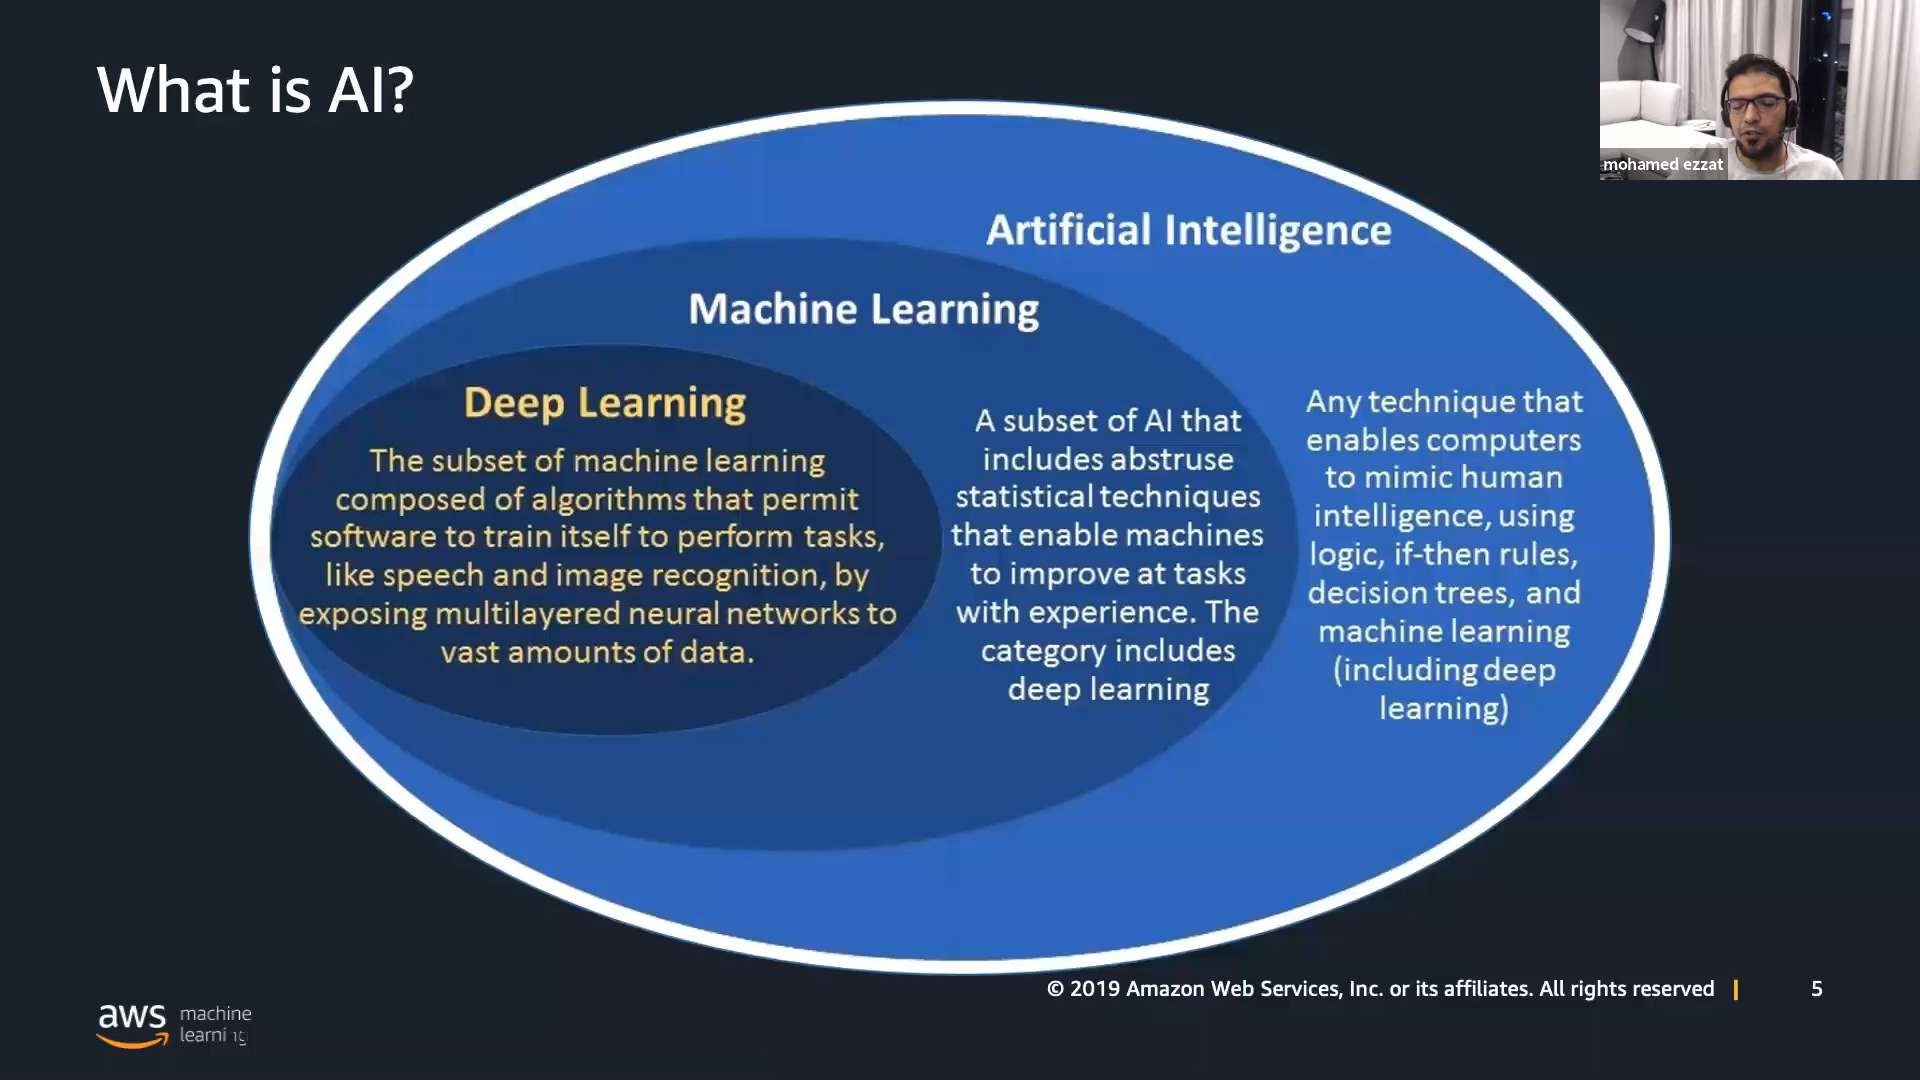 What is AI?
mohamed ezzat
Artificial Intelligence
Machine Learning
Deep Learning
The subset of machine learning
composed of algorithms that permit
software to train itself to perform tasks,
like speech and image recognition, by
exposing multilayered neural networks to
vast amounts of data.
A subset of AI that
includes abstruse
statistical techniques
that enable machines
to improve at tasks
with experience. The
category includes
deep learning
Any technique that
enables computers
to mimic human
intelligence, using
logic, if-then rules,
decision trees, and
machine learning
(including deep
learning)
© 2019 Amazon Web Services, Inc. or its affiliates. All rights reserved
5
aws
machine
learning